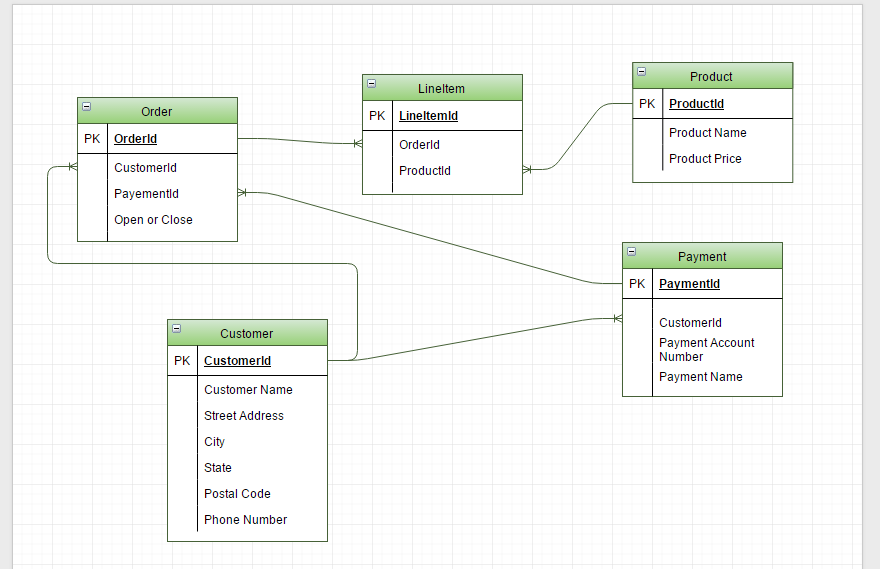 Order
PK OrderId
CustomerId
PayementId
Open or Close
LineItem
PK LineItemId
OrderId
ProductId
Product
PK ProductId
Product Name
Product Price
Payment
PK PaymentId
CustomerId
Payment Account
Number
Payment Name
Customer
PK CustomerId
Customer Name
Street Address
City
State
Postal Code
Phone Number